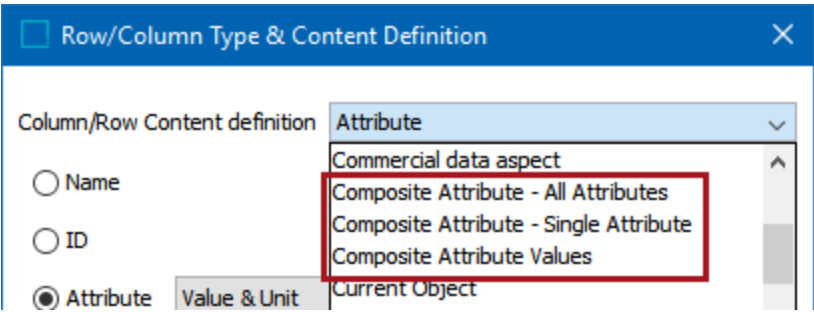 Row/Column Type & Content Definition
Column/Row Content definition Attribute
Commercial data aspect
Name
Composite Attribute - All Attributes
Composite Attribute - Single Attribute
ID
Composite Attribute Values
Current Object
Attribute Value & Unit